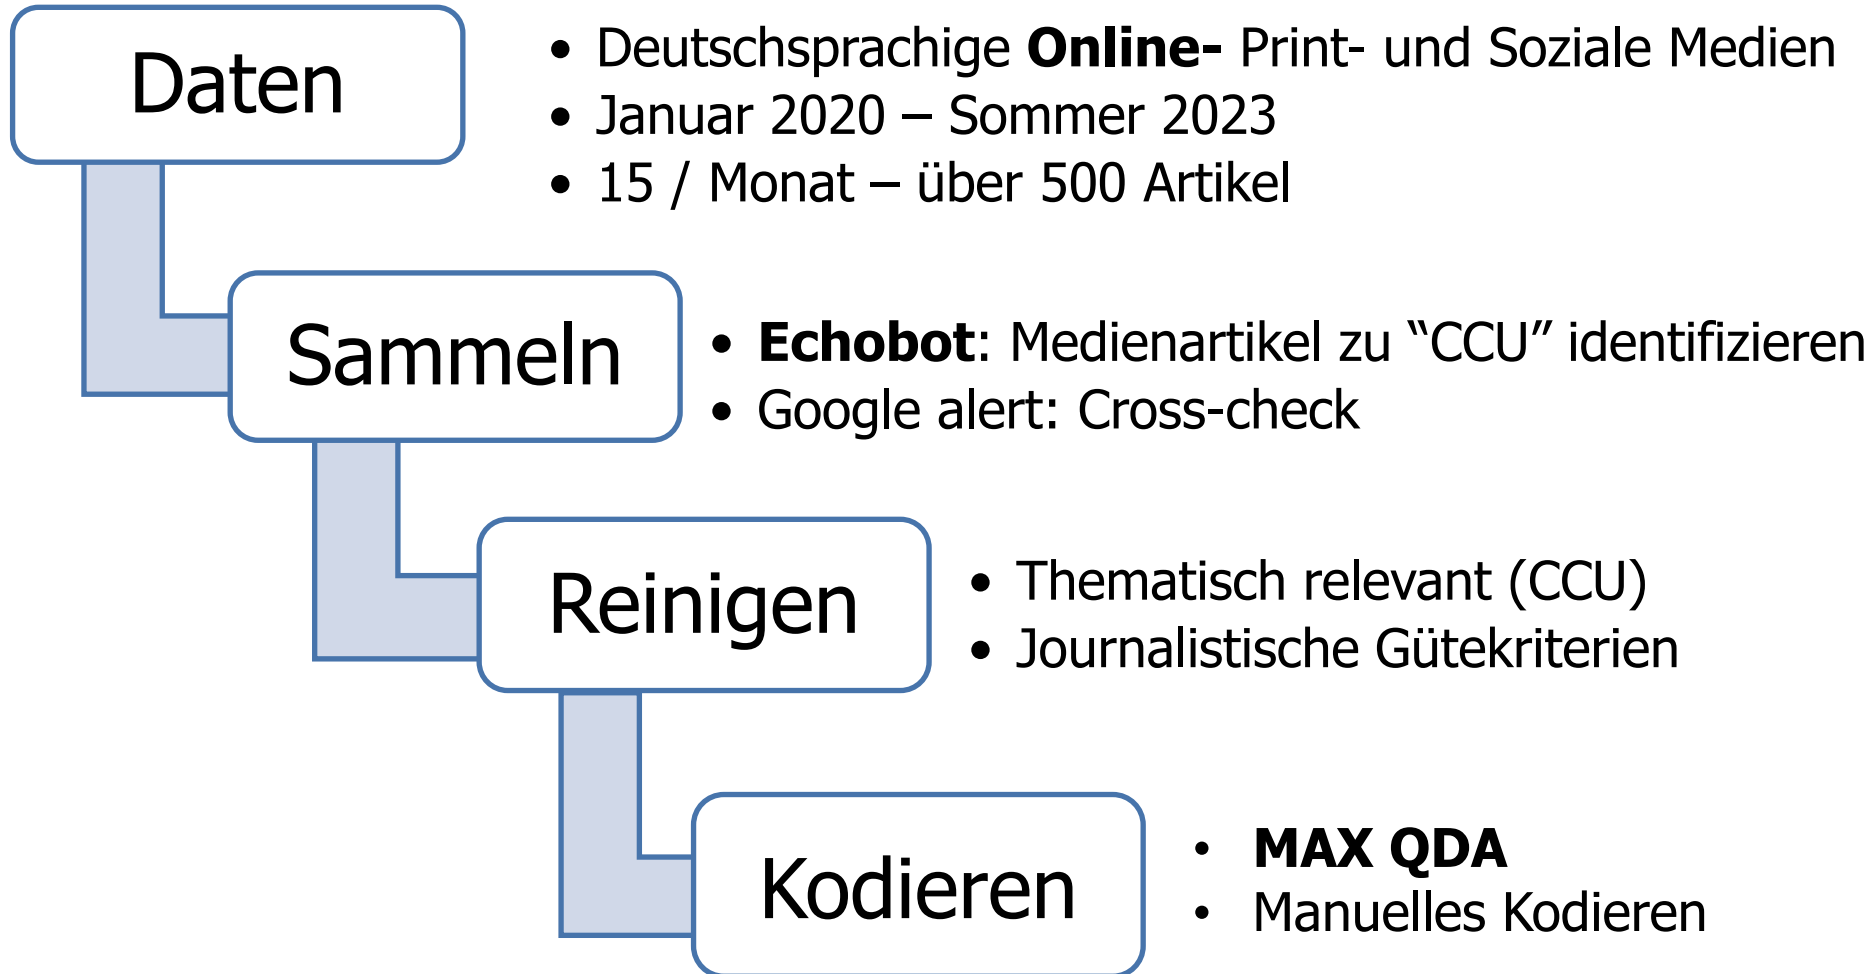 Daten
• Deutschsprachige Online- Print- und Soziale Medien
• Januar 2020 – Sommer 2023
• 15 / Monat – über 500 Artikel
Sammeln
• Echobot: Medienartikel zu “CCU” identifizieren
• Google alert: Cross-check
Reinigen
• Thematisch relevant (CCU)
• Journalistische Gütekriterien
Kodieren
• MAX QDA
• Manuelles Kodieren